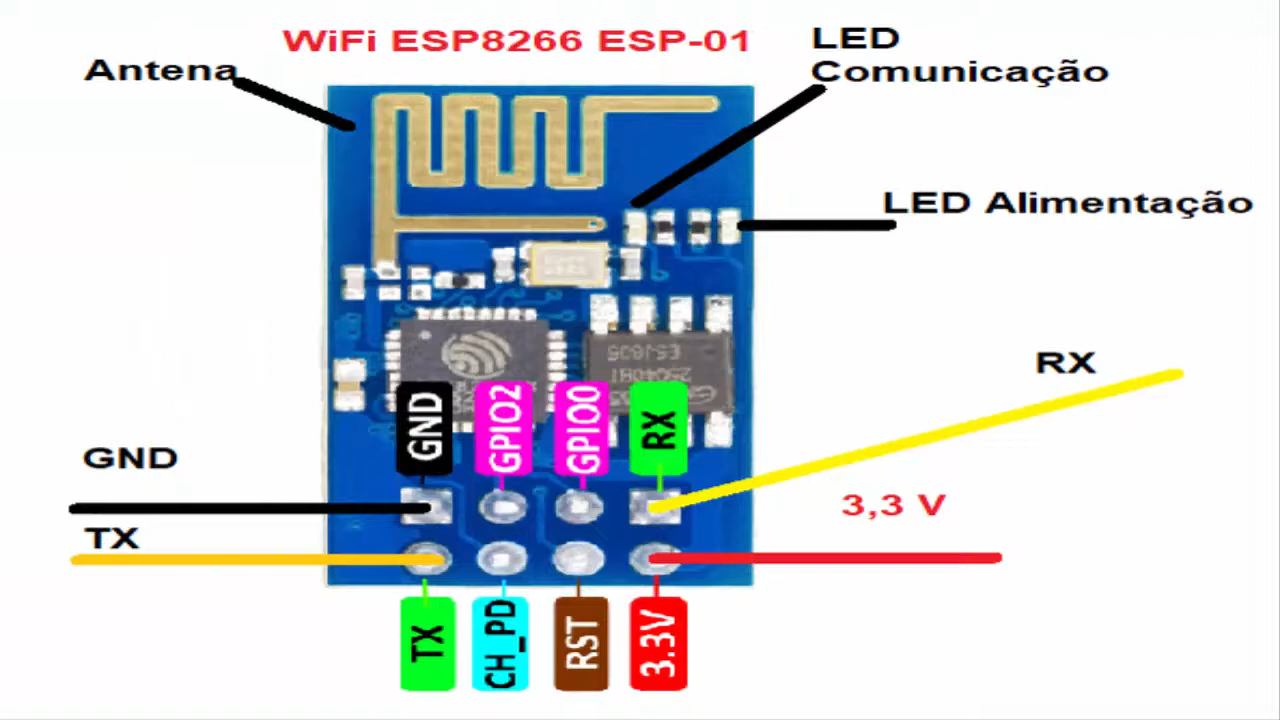 WiFi ESP8266 ESP-01
LED
Comunicação
Antena
LED Alimentação
RX
GND
GPIO2
GPIO0
RX
GND
3,3 V
TX
TX
CH_PD
RST
3.3V